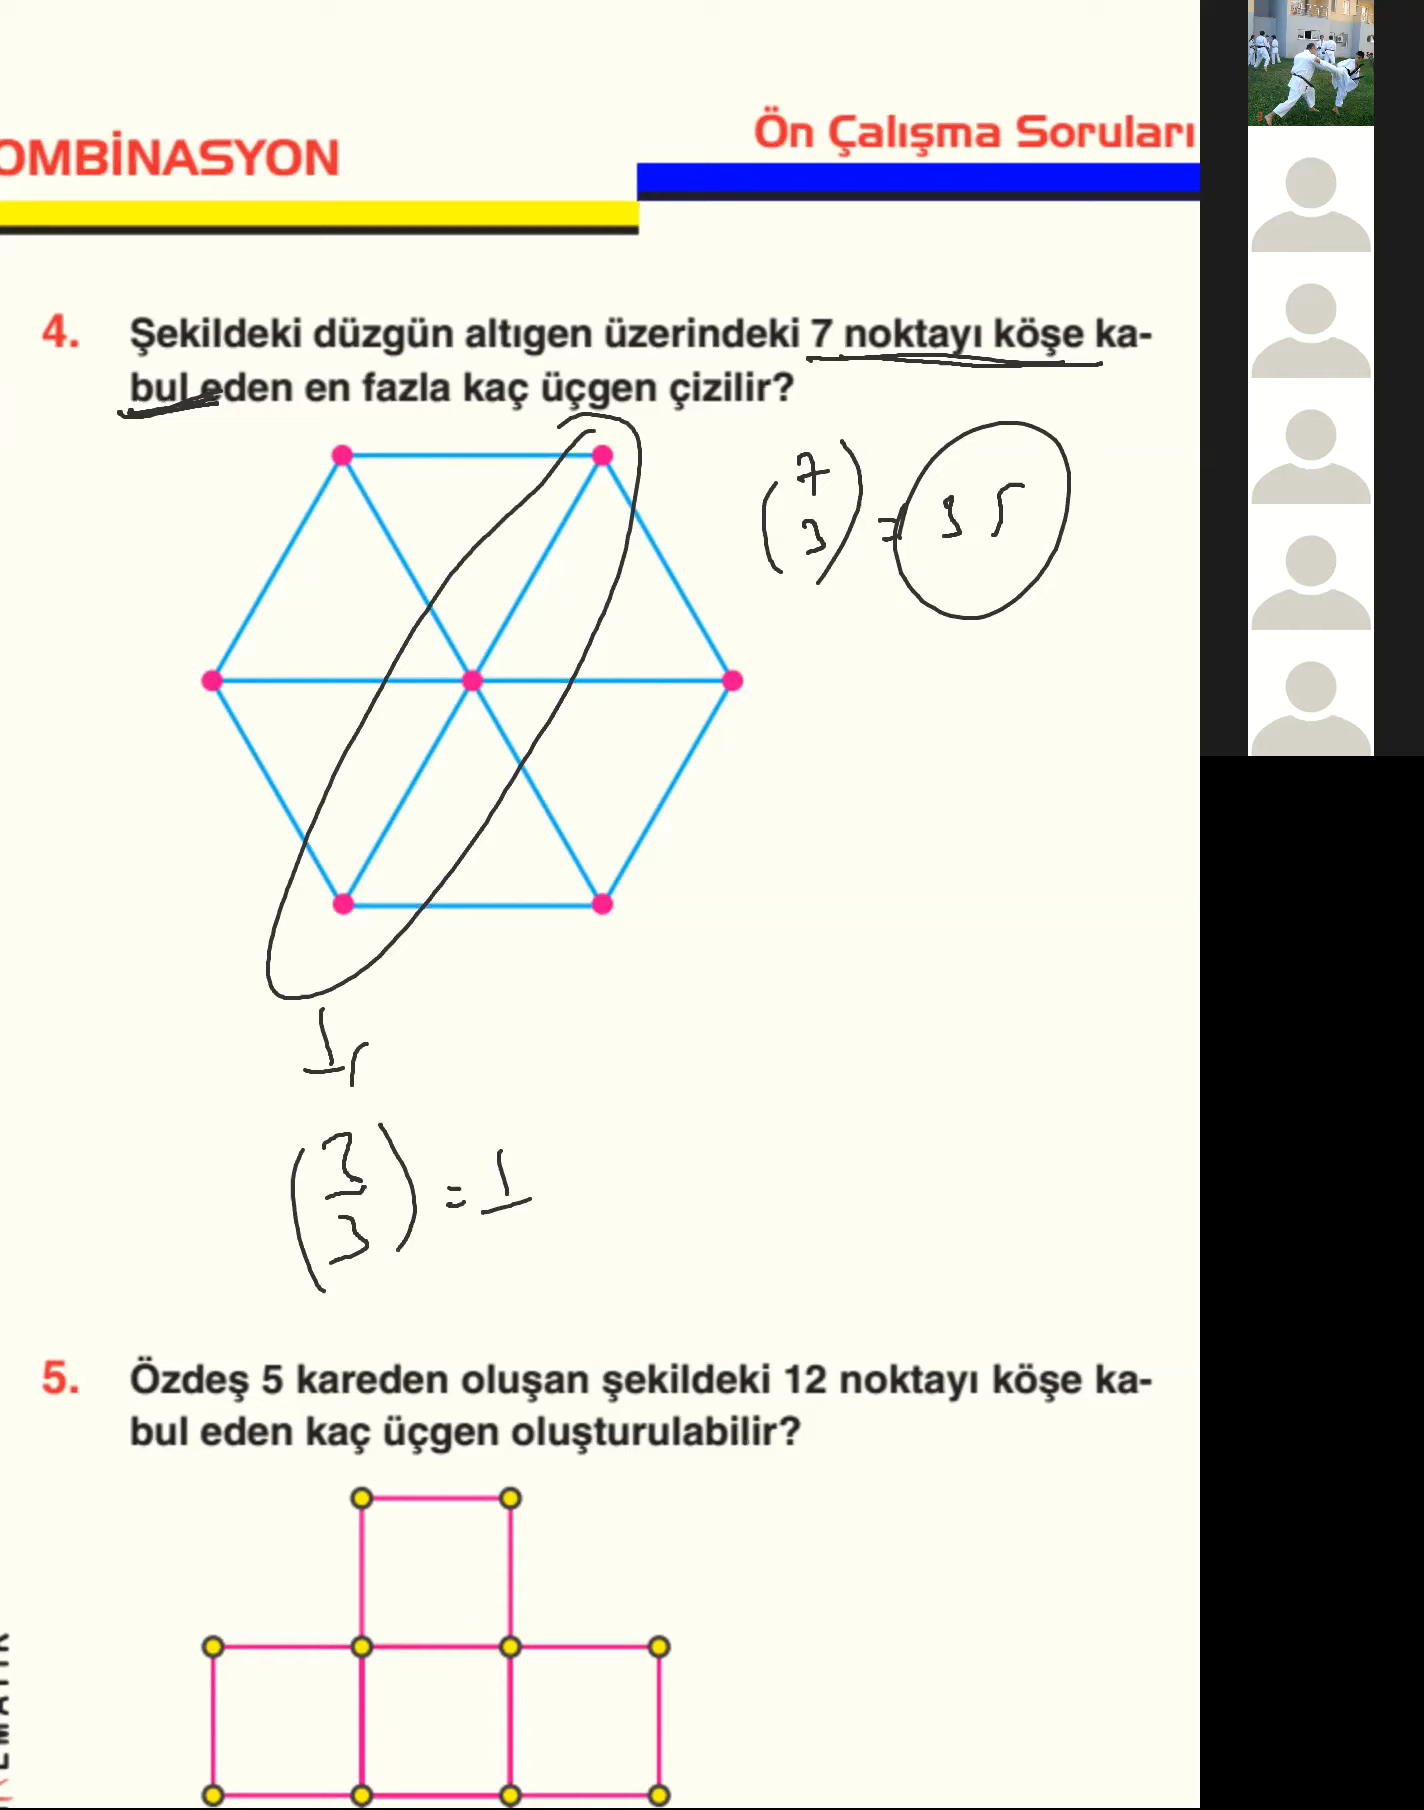 OMBİNASYON
Ön Çalışma Soruları
4. Şekildeki düzgün altıgen üzerindeki 7 noktayı köşe ka-
bul eden en fazla kaç üçgen çizilir?
(7
3) = 35
(3
3) = 1
5. Özdeş 5 kareden oluşan şekildeki 12 noktayı köşe ka-
bul eden kaç üçgen oluşturulabilir?